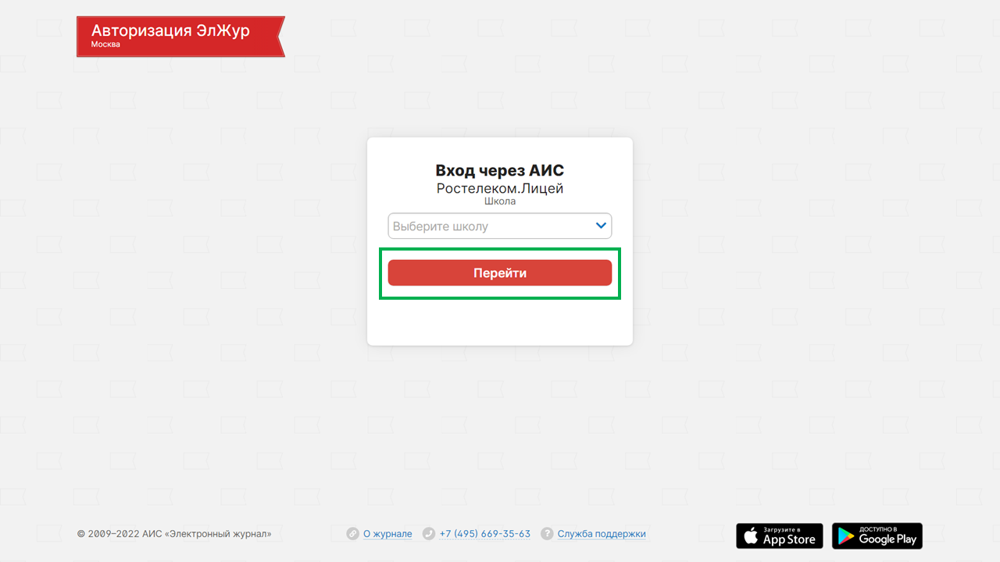 Авторизация ЭлЖур
Москва
Вход через АИС
Ростелеком.Лицей
Школа
Выберите школу
Перейти
© 2009–2022 АИС «Электронный журнал»
О журнале
+7 (495) 669-35-63
? Служба поддержки
Загрузите в
App Store
ДОСТУПНО В
Google Play